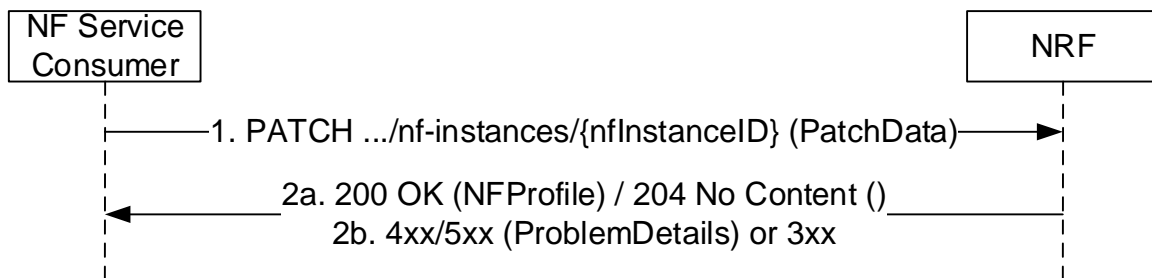 NF Service
Consumer
NRF
1. PATCH .../nf-instances/{nfInstanceID} (PatchData)
2a. 200 OK (NFProfile) / 204 No Content ()
2b. 4xx/5xx (ProblemDetails) or 3xx